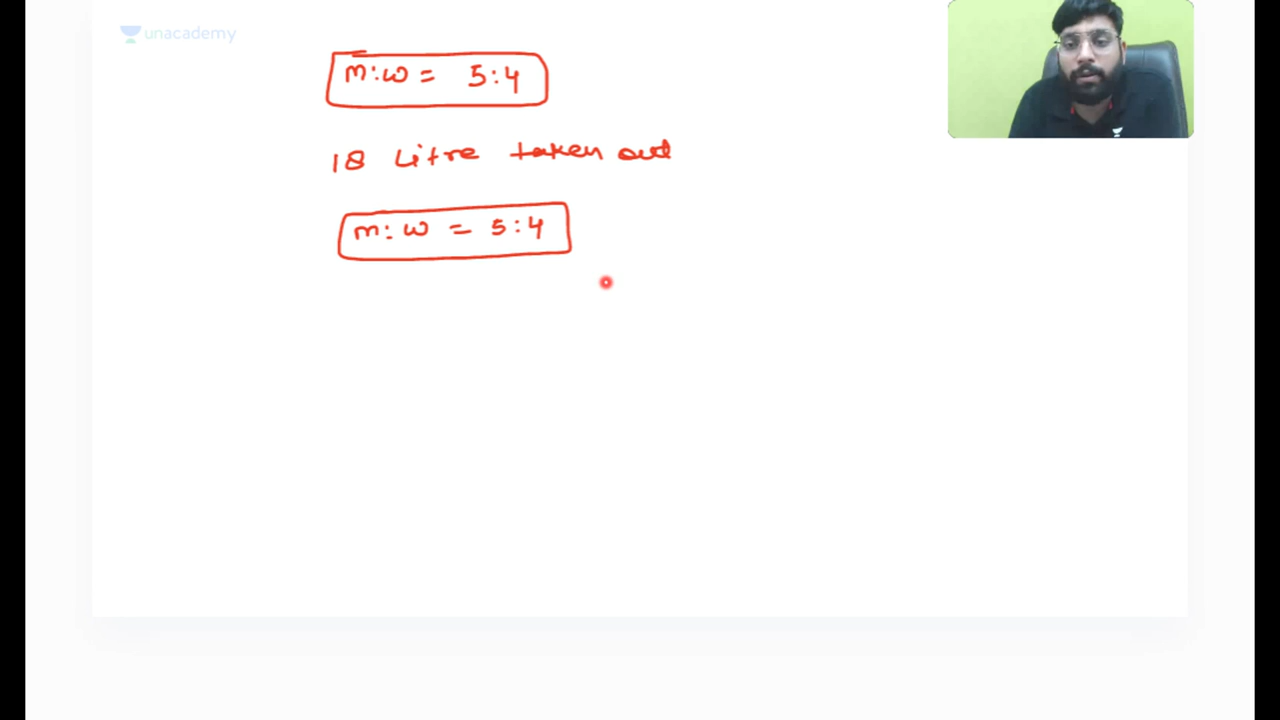 unacademy
m:w = 5:4
18 Litre taken out
m:w = 5:4